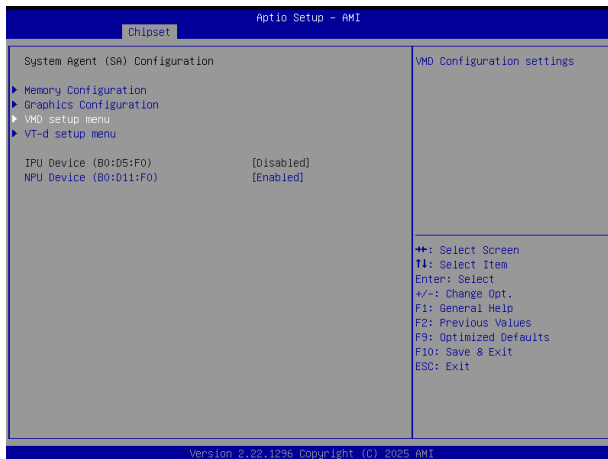 Aptio Setup - AMI
Chipset
System Agent (SA) Configuration
Memory Configuration
Graphics Configuration
VMD setup menu
VT-d setup menu
IPU Device (B0:D5:F0) [Disabled]
NPU Device (B0:D11:F0) [Enabled]
VMD Configuration settings
→←: Select Screen
↑↓: Select Item
Enter: Select
+/-: Change Opt.
F1: General Help
F2: Previous Values
F9: Optimized Defaults
F10: Save & Exit
ESC: Exit
Version 2.22.1296 Copyright (C) 2025 AMI